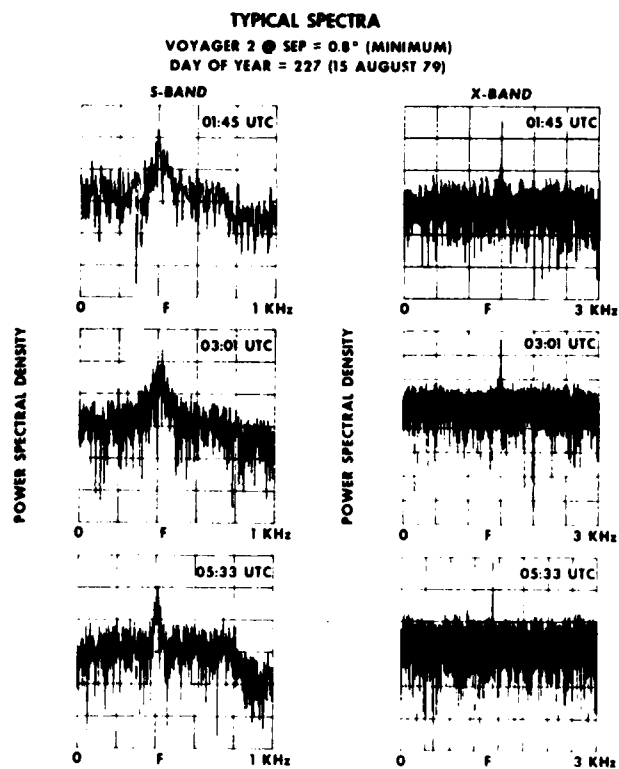 TYPICAL SPECTRA
VOYAGER 2 @ SEP = 0.8° (MINIMUM)
DAY OF YEAR = 227 (15 AUGUST 79)
S-BAND
X-BAND
01:45 UTC
01:45 UTC
0 F 1 KHz
0 F 3 KHz
POWER SPECTRAL DENSITY
POWER SPECTRAL DENSITY
03:01 UTC
03:01 UTC
0 F 1 KHz
0 F 3 KHz
05:33 UTC
05:33 UTC
0 F 1 KHz
0 F 3 KHz